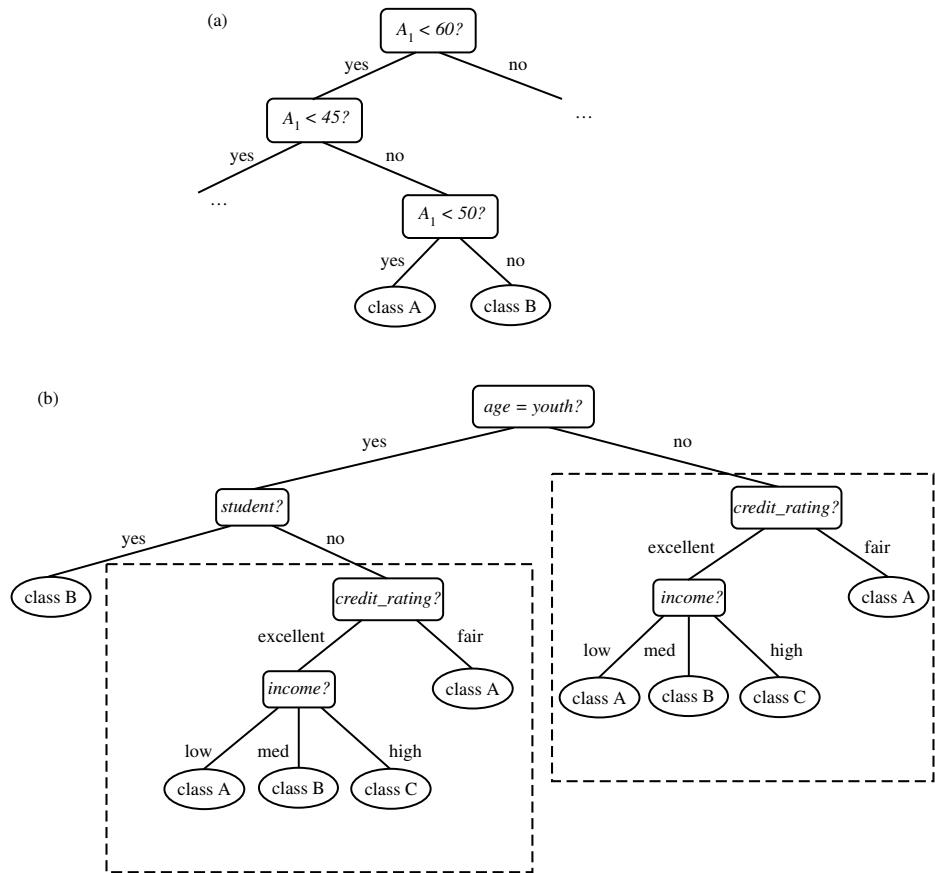 (a)
A1 < 60?
yes
no
A1 < 45?
...
yes
no
...
A1 < 50?
yes
no
class A
class B
(b)
age = youth?
yes
no
student?
credit_rating?
yes
no
excellent
fair
class B
credit_rating?
income?
class A
excellent
fair
low
med
high
income?
class A
class A
class B
class C
low
med
high
class A
class B
class C